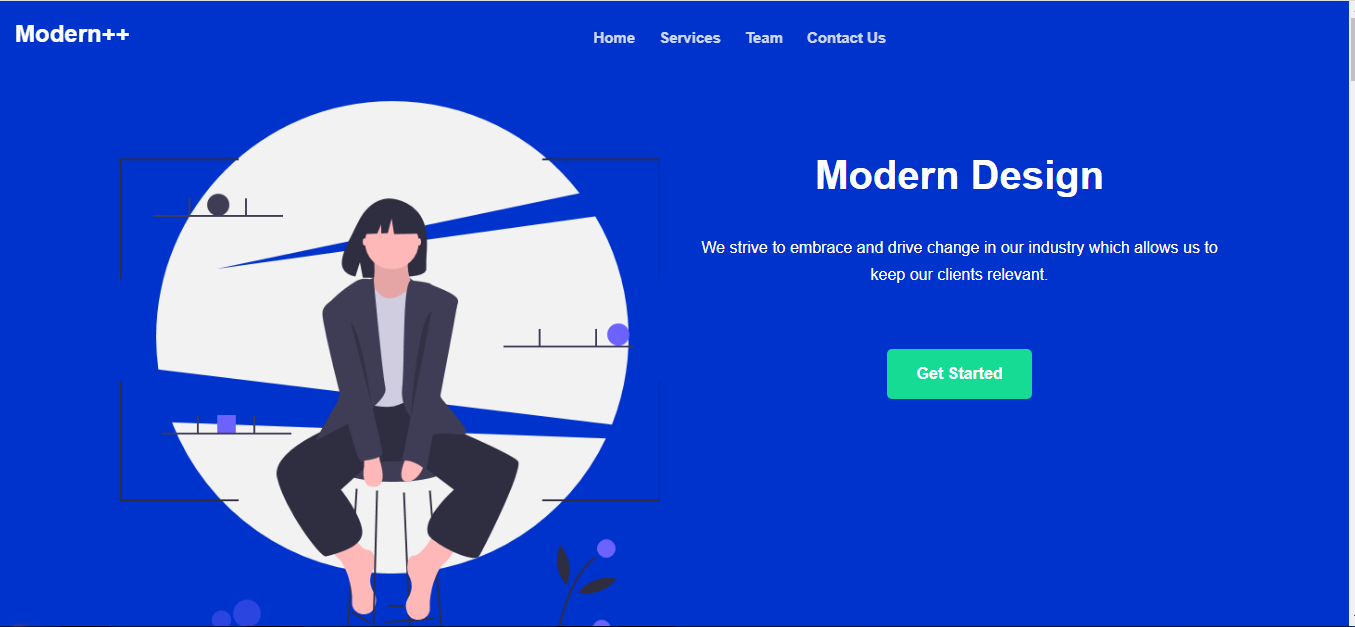 Modern++
Home Services Team Contact Us
Modern Design
We strive to embrace and drive change in our industry which allows us to
keep our clients relevant.
Get Started